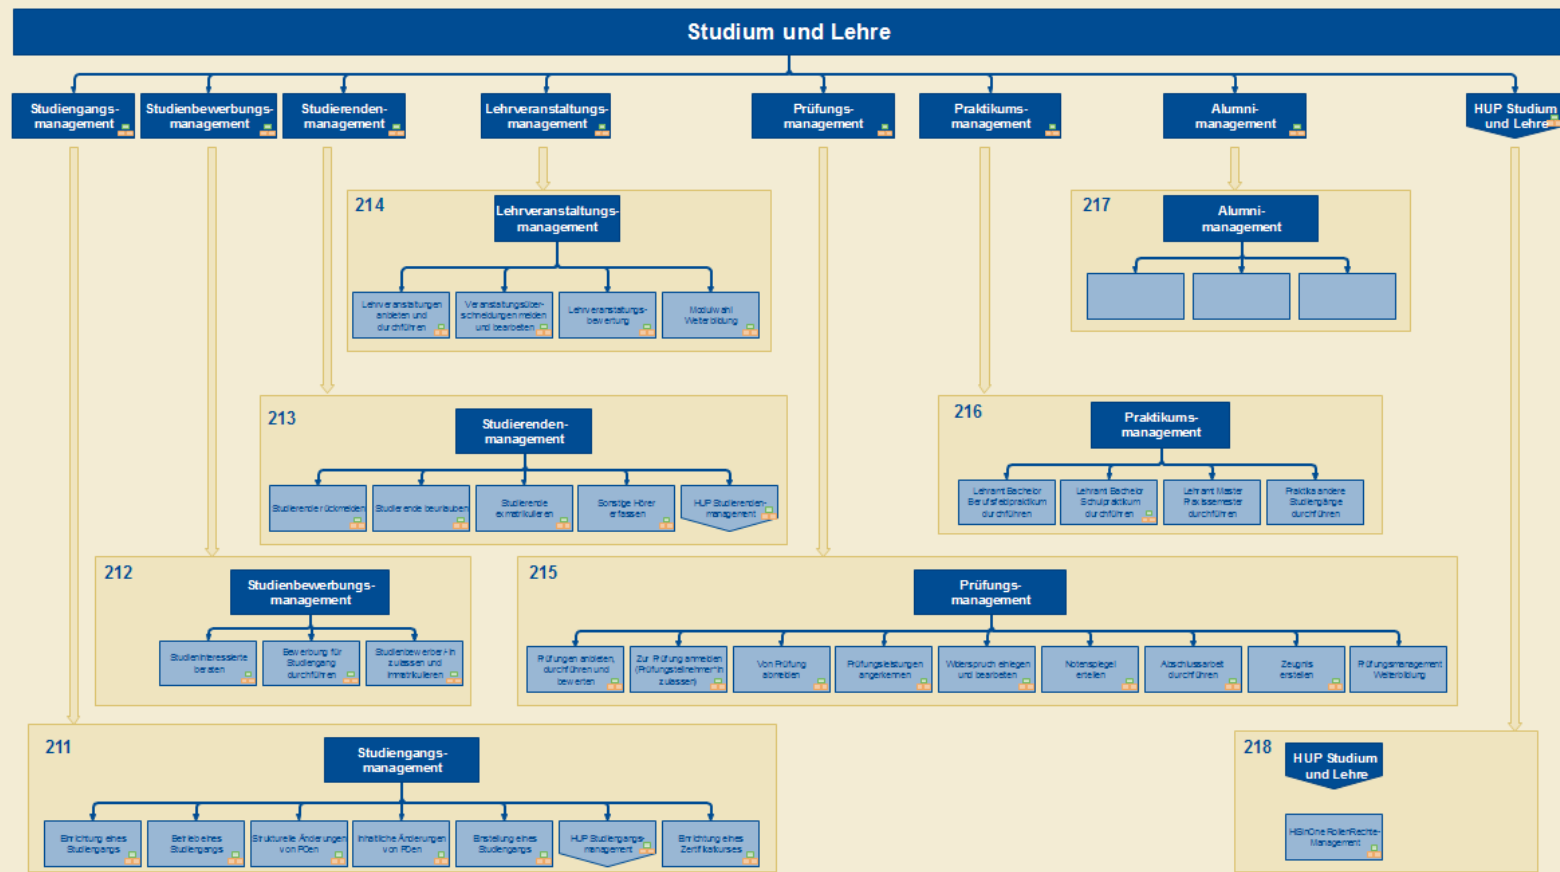 Studium und Lehre
Studiengangs-
management
Studienbewerbungs-
management
Studierenden-
management
Lehrveranstaltungs-
management
Prüfungs-
management
Praktikums-
management
Alumni-
management
HUP Studium
und Lehre
214
Lehrveranstaltungs-
management
Lehrveranstaltungen
anbieten und
durchführen
Veranstaltungsüber-
schneidungen melden
und bearbeiten
Lehrveranstaltungs-
bewertung
Modulwahl
Weiterbildung
217
Alumni-
management
213
Studierenden-
management
Studierende rückmelden
Studierende beurlauben
Studierende
exmatrikulieren
Sonstige Hörer
erfassen
HUP Studierenden-
management
216
Praktikums-
management
Lehramt Bachelor
Berufsfeldpraktikum
durchführen
Lehramt Bachelor
Schulpraktikum
durchführen
Lehramt Master
Praxissemester
durchführen
Praktika andere
Studiengänge
durchführen
212
Studienbewerbungs-
management
Studieninteressierte
beraten
Bewerbung für
Studiengang
durchführen
Studienbewerber/-in
zulassen und
immatrikulieren
215
Prüfungs-
management
Prüfungen anbieten,
durchführen und
bewerten
Zur Prüfung anmelden
(Prüfungsteilnehmer*in
zulassen)
Von Prüfung
abmelden
Prüfungsleistungen
angerkennen
Widerspruch einlegen
und bearbeiten
Notenspiegel
erteilen
Abschlussarbeit
durchführen
Zeugnis
erstellen
Prüfungsmanagement
Weiterbildung
211
Studiengangs-
management
Einrichtung eines
Studiengangs
Betrieb eines
Studiengangs
Strukturelle Änderungen
von POen
Inhaltliche Änderungen
von POen
Einstellung eines
Studiengangs
HUP Studiengangs-
management
Einrichtung eines
Zertifikatkurses
218
HUP Studium
und Lehre
HISinOne Rollen/Rechte-
Management